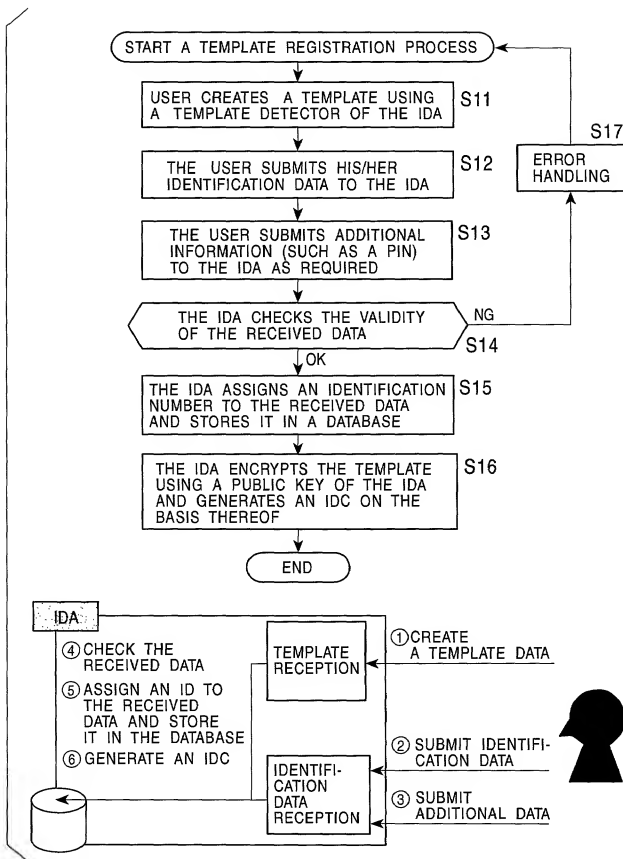 START A TEMPLATE REGISTRATION PROCESS
USER CREATES A TEMPLATE USING
A TEMPLATE DETECTOR OF THE IDA
S11
THE USER SUBMITS HIS/HER
IDENTIFICATION DATA TO THE IDA
S12
THE USER SUBMITS ADDITIONAL
INFORMATION (SUCH AS A PIN)
TO THE IDA AS REQUIRED
S13
S17
ERROR
HANDLING
THE IDA CHECKS THE VALIDITY
OF THE RECEIVED DATA
NG
S14
OK
THE IDA ASSIGNS AN IDENTIFICATION
NUMBER TO THE RECEIVED DATA
AND STORES IT IN A DATABASE
S15
THE IDA ENCRYPTS THE TEMPLATE
USING A PUBLIC KEY OF THE IDA
AND GENERATES AN IDC ON THE
BASIS THEREOF
S16
END
IDA
④ CHECK THE
RECEIVED DATA
⑤ ASSIGN AN ID TO
THE RECEIVED
DATA AND STORE
IT IN THE DATABASE
⑥ GENERATE AN IDC
TEMPLATE
RECEPTION
① CREATE
A TEMPLATE DATA
IDENTIFI-
CATION
DATA
RECEPTION
② SUBMIT IDENTIFI-
CATION DATA
③ SUBMIT
ADDITIONAL DATA